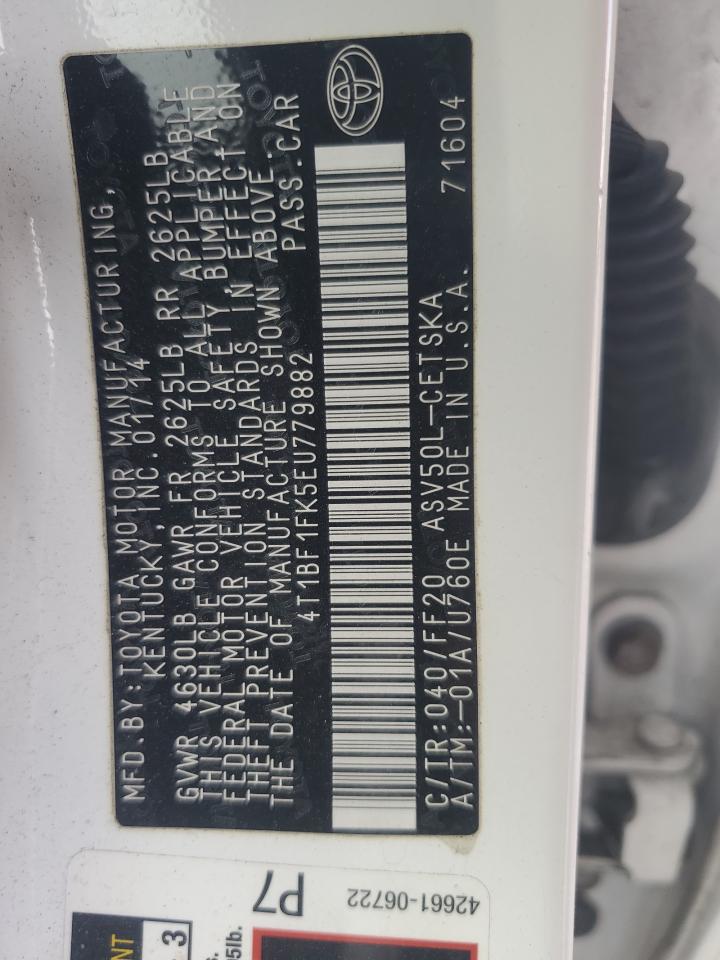 MFD.BY:TOYOTA MOTOR MANUFACTURING,
KENTUCKY,INC.01/14
GVWR 4630LB GAWR FR 2625LB RR 2625LB
THIS VEHICLE CONFORMS TO ALL APPLICABLE
FEDERAL MOTOR VEHICLE SAFETY, BUMPER, AND
THEFT PREVENTION STANDARDS IN EFFECT ON
THE DATE OF MANUFACTURE SHOWN ABOVE.
4T1BF1FK5EU779882 PASS.CAR
C/TR:040/FF20 ASV50L-CETSKA 71604
A/TM:-01A/U760E MADE IN U.S.A.
P7
42661-06722
3